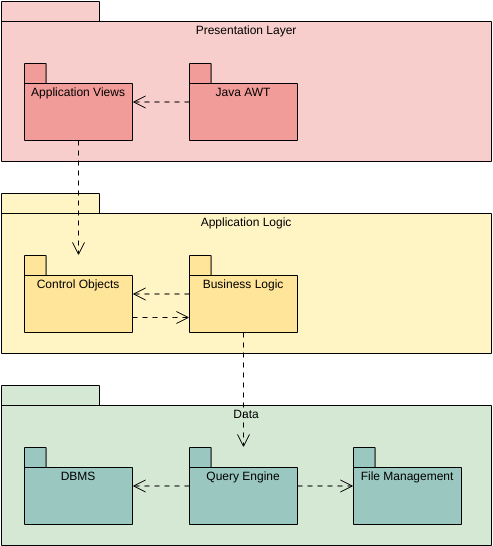 Presentation Layer
Application Views
Java AWT
Application Logic
Control Objects
Business Logic
Data
DBMS
Query Engine
File Management